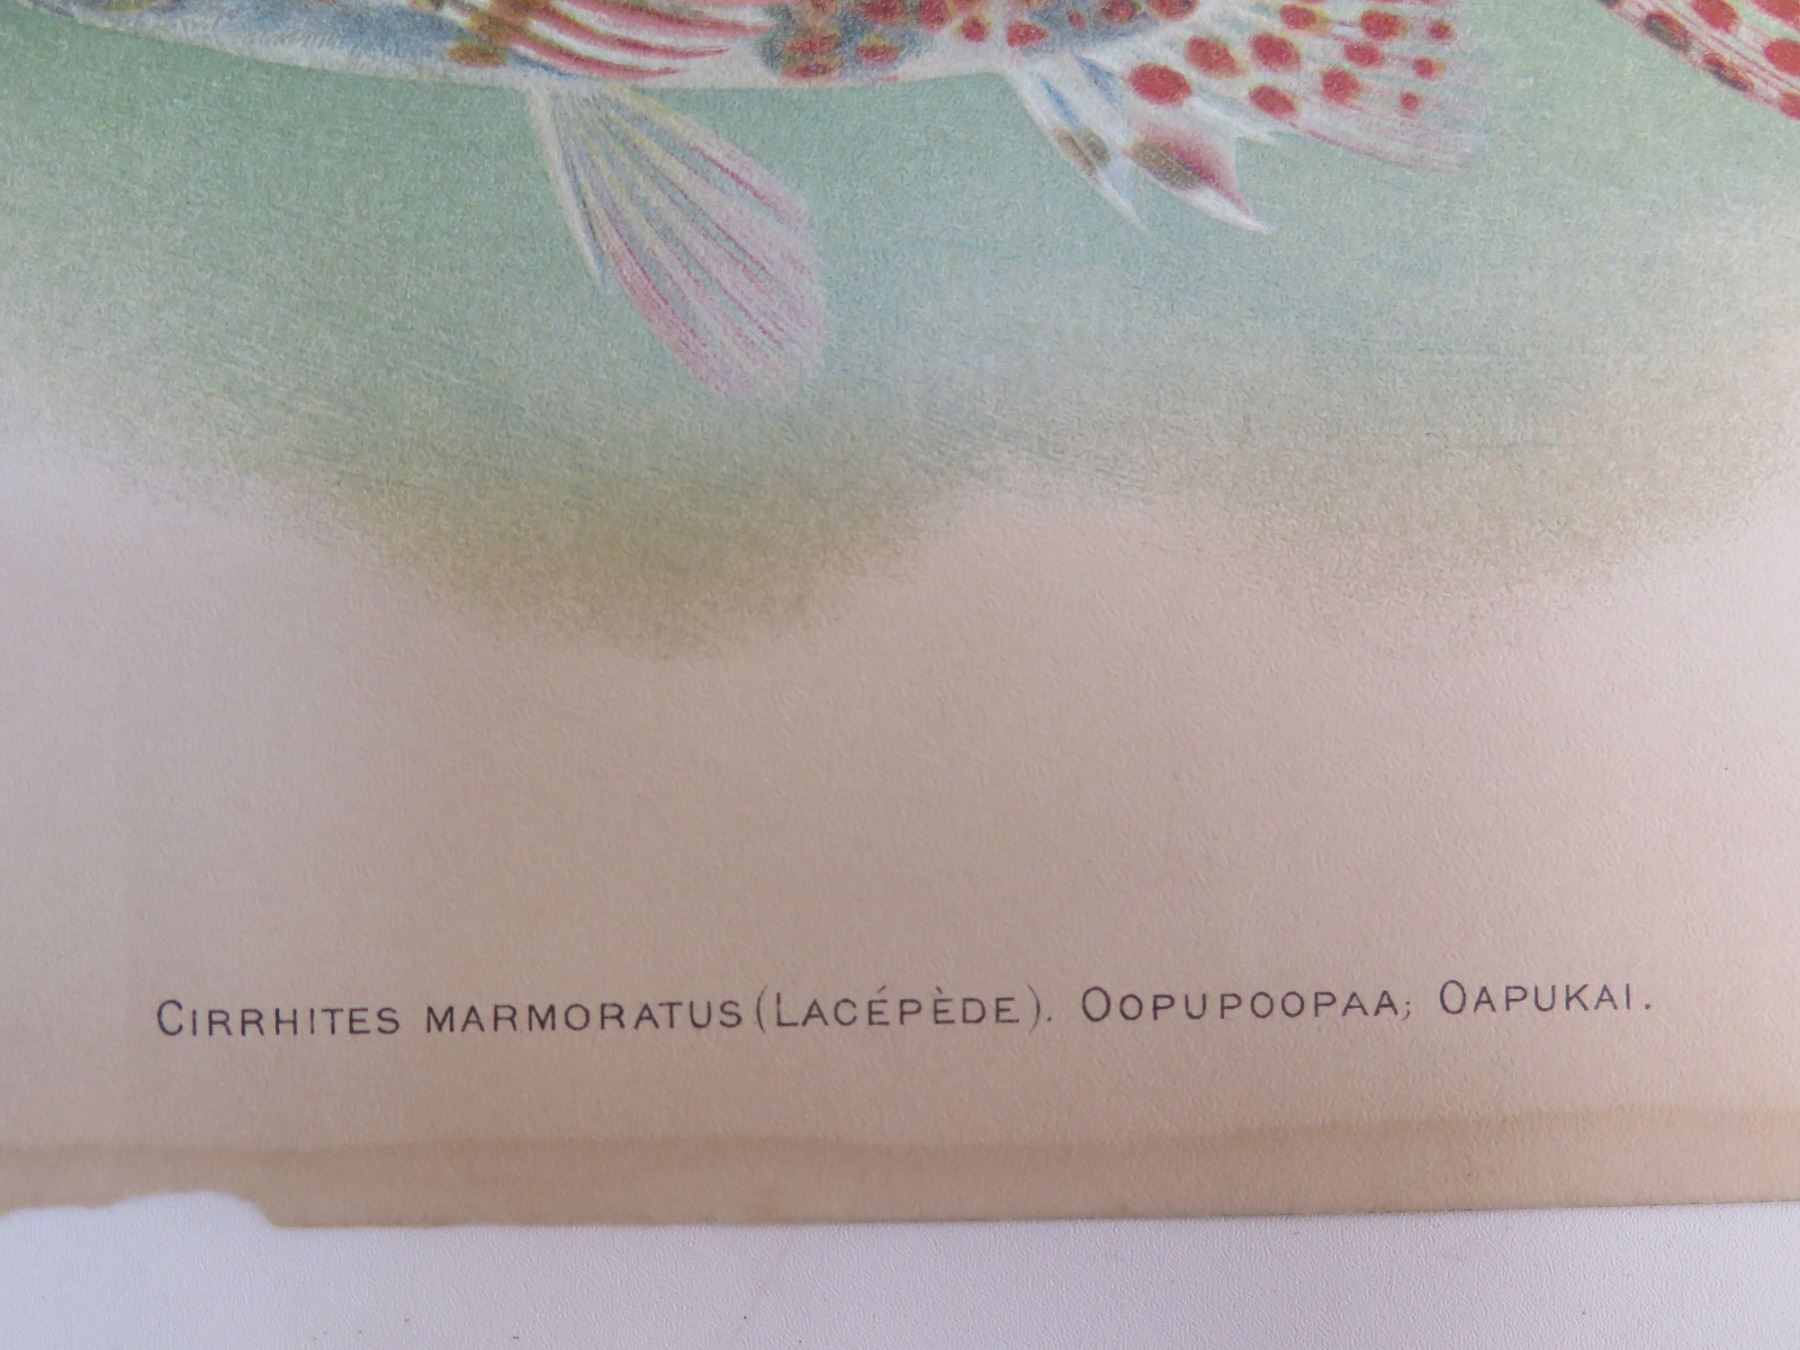 CIRRHITES MARMORATUS (LACÉPÈDE). OOPUPOOPAA; OAPUKAI.